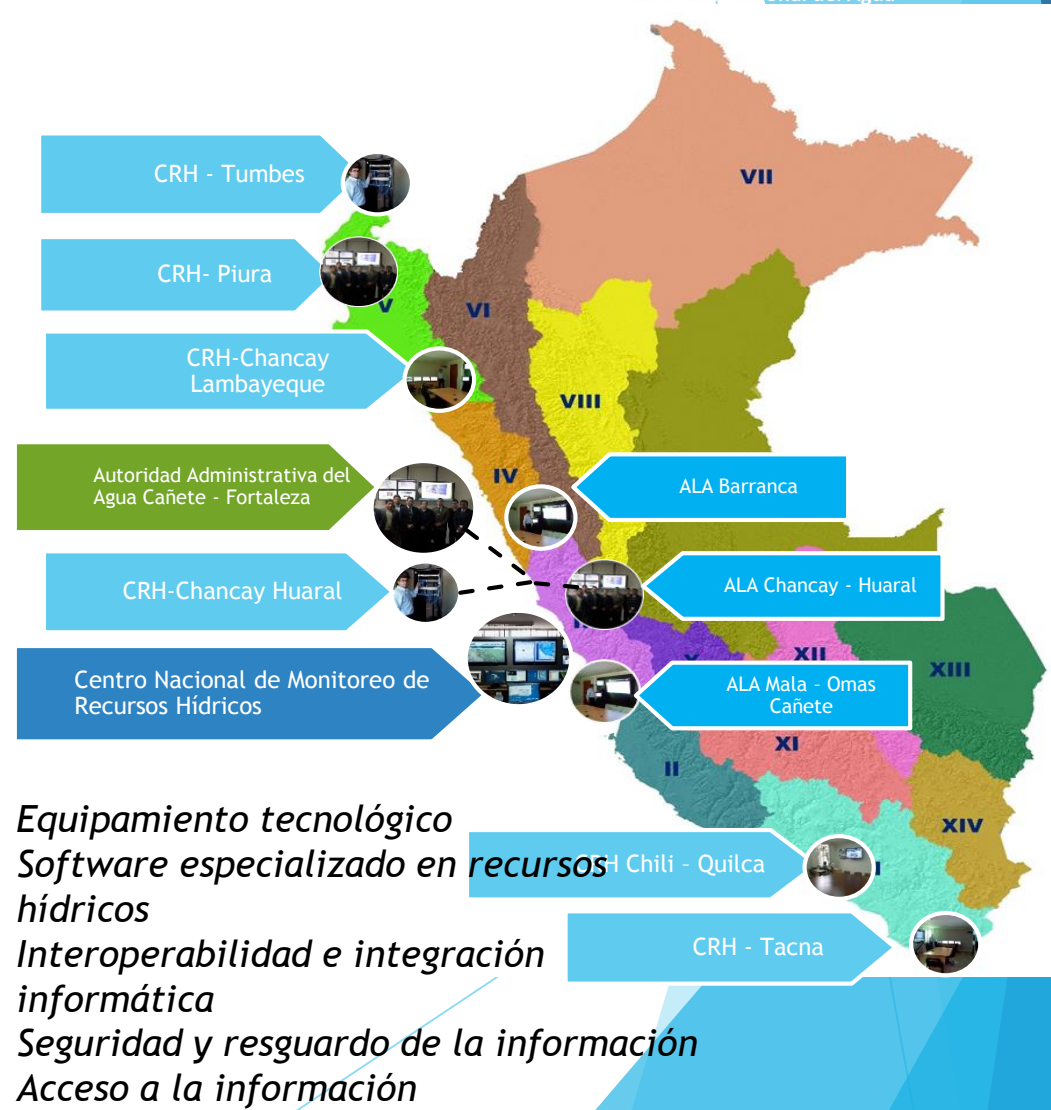 del Agua
VII
CRH - Tumbes
CRH- Piura
V
VI
CRH-Chancay
Lambayeque
VIII
IV
Autoridad Administrativa del
Agua Cañete - Fortaleza
ALA Barranca
CRH-Chancay Huaral
ALA Chancay - Huaral
XII
XIII
Centro Nacional de Monitoreo de
Recursos Hídricos
ALA Mala – Omas
Cañete
XI
II
XIV
Equipamiento tecnológico
Software especializado en recursos
hídricos
CRH Chili – Quilca
I
Interoperabilidad e integración
informática
CRH - Tacna
Seguridad y resguardo de la información
Acceso a la información